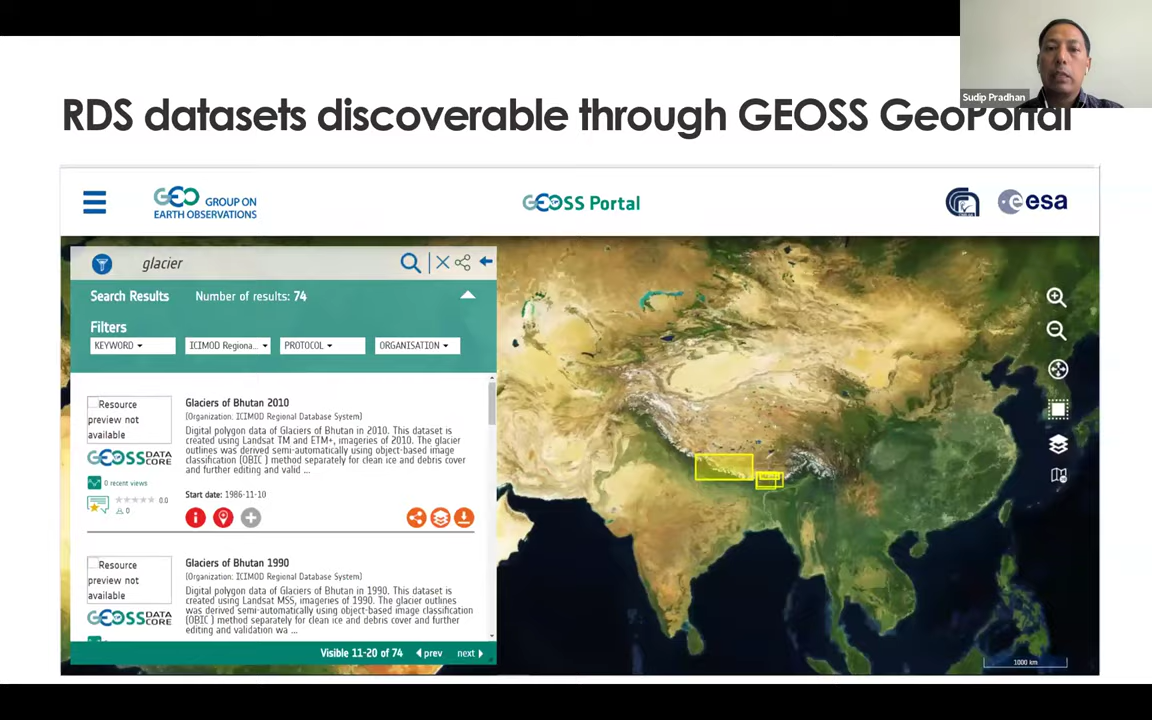 Sudip Pradhan
RDS datasets discoverable through GEOSS GeoPortal
GEO GROUP ON
EARTH OBSERVATIONS
GEOSS Portal
esa
glacier
Search Results Number of results: 74
Filters
KEYWORD ICIMOD Regiona... PROTOCOL ORGANISATION
Resource
preview not
available
GEOSS DATA
CORE
0 recent views
0.0
0
Glaciers of Bhutan 2010
(Organization: ICIMOD Regional Database System)
Digital polygon data of Glaciers of Bhutan in 2010. This dataset is
created using Landsat TM and ETM+, imageries of 2010. The glacier
outlines was derived semi-automatically using object-based image
classification (OBIC ) method separately for clean ice and debris cover
and further editing and valid ...
Start date: 1986-11-10
Resource
preview not
available
GEOSS DATA
CORE
Glaciers of Bhutan 1990
(Organization: ICIMOD Regional Database System)
Digital polygon data of Glaciers of Bhutan in 1990. This dataset is
created using Landsat MSS, imageries of 1990. The glacier outlines
was derived semi-automatically using object-based image classification
(OBIC ) method separately for clean ice and debris cover and further
editing and validation wa ...
Visible 11-20 of 74 prev next
1000 km